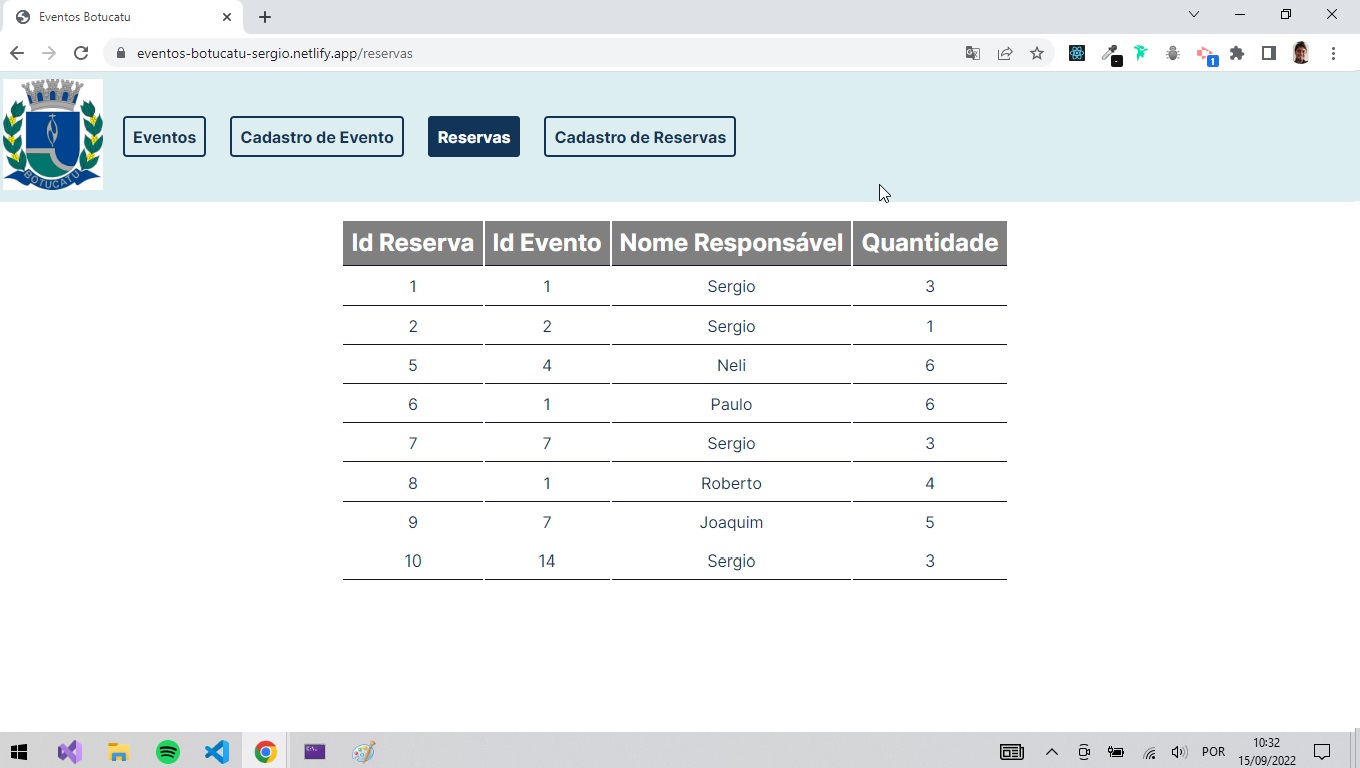 Eventos Botucatu
eventos-botucatu-sergio.netlify.app/reservas
1
BOTUCATU
Eventos
Cadastro de Evento
Reservas
Cadastro de Reservas
Id Reserva Id Evento Nome Responsável Quantidade
1 1 Sergio 3
2 2 Sergio 1
5 4 Neli 6
6 1 Paulo 6
7 7 Sergio 3
8 1 Roberto 4
9 7 Joaquim 5
10 14 Sergio 3
POR
10:32
15/09/2022